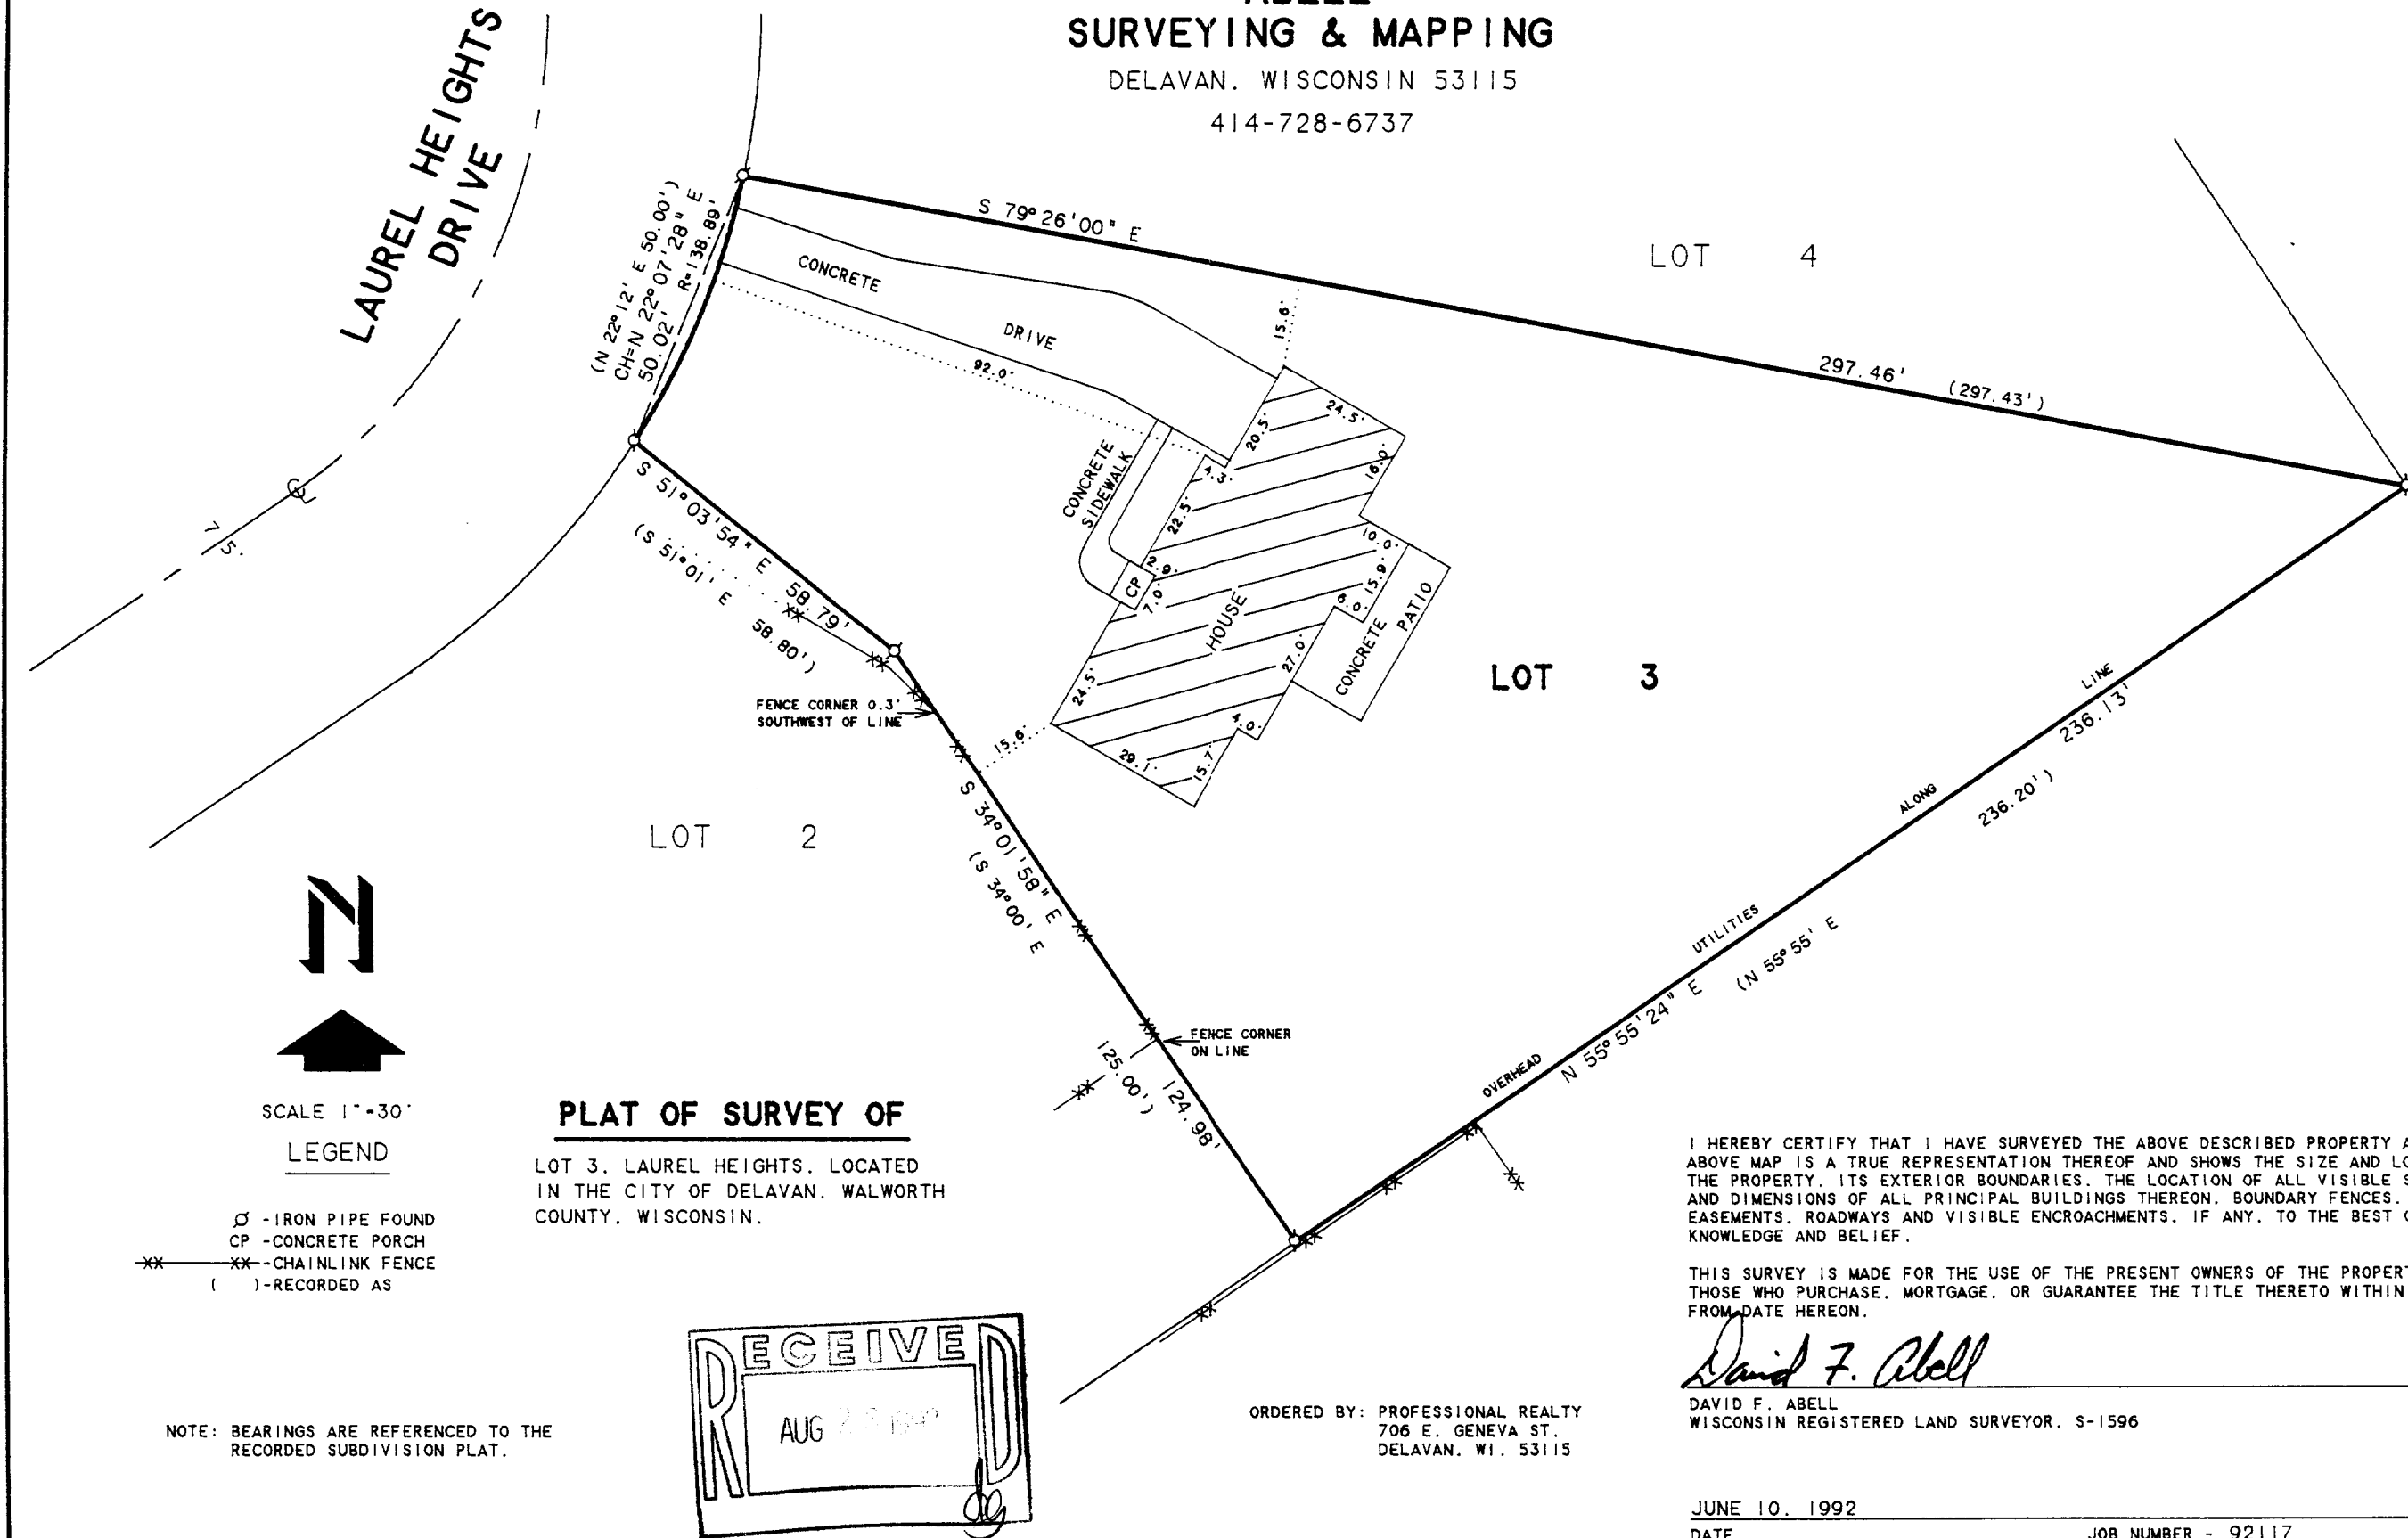 SURVEYING & MAPPING
DELAVAN. WISCONSIN 53115
414-728-6737
LAUREL HEIGHTS
DRIVE
(N 22°12' E 50.00')
CH=N 22°07'28" E
50.02' R=138.89'
S 79°26'00" E
297.46' (297.43')
LOT 4
CONCRETE
DRIVE
92.0'
15.6'
CONCRETE
SIDEWALK
24.5'
20.5'
16.0'
4.3'
22.5'
10.0'
2.9'
15.9'
CP
7.0'
6.0'
HOUSE
27.0'
CONCRETE
PATIO
24.5'
4.0'
29.1'
15.7'
15.6'
S 51°03'54" E 58.79'
(S 51°01' E 58.80')
75'
FENCE CORNER 0.3'
SOUTHWEST OF LINE
LOT 3
LOT 2
S 34°01'58" E 124.98'
(S 34°00' E 125.00')
FENCE CORNER
ON LINE
OVERHEAD UTILITIES ALONG LINE
N 55°55'24" E 236.13'
(N 55°55' E 236.20')
N
SCALE 1"=30'
LEGEND
Ø -IRON PIPE FOUND
CP -CONCRETE PORCH
XX XX -CHAINLINK FENCE
( )-RECORDED AS
PLAT OF SURVEY OF
LOT 3. LAUREL HEIGHTS. LOCATED
IN THE CITY OF DELAVAN. WALWORTH
COUNTY. WISCONSIN.
NOTE: BEARINGS ARE REFERENCED TO THE
RECORDED SUBDIVISION PLAT.
RECEIVED
AUG
I HEREBY CERTIFY THAT I HAVE SURVEYED THE ABOVE DESCRIBED PROPERTY
ABOVE MAP IS A TRUE REPRESENTATION THEREOF AND SHOWS THE SIZE AND
THE PROPERTY. ITS EXTERIOR BOUNDARIES. THE LOCATION OF ALL VISIBLE
AND DIMENSIONS OF ALL PRINCIPAL BUILDINGS THEREON. BOUNDARY FENCES.
EASEMENTS. ROADWAYS AND VISIBLE ENCROACHMENTS. IF ANY. TO THE BEST
KNOWLEDGE AND BELIEF.
THIS SURVEY IS MADE FOR THE USE OF THE PRESENT OWNERS OF THE
THOSE WHO PURCHASE. MORTGAGE. OR GUARANTEE THE TITLE THERETO WITHIN
FROM DATE HEREON.
David F. Abell
DAVID F. ABELL
WISCONSIN REGISTERED LAND SURVEYOR. S-1596
ORDERED BY: PROFESSIONAL REALTY
706 E. GENEVA ST.
DELAVAN. WI. 53115
JUNE 10. 1992
DATE JOB NUMBER - 92117